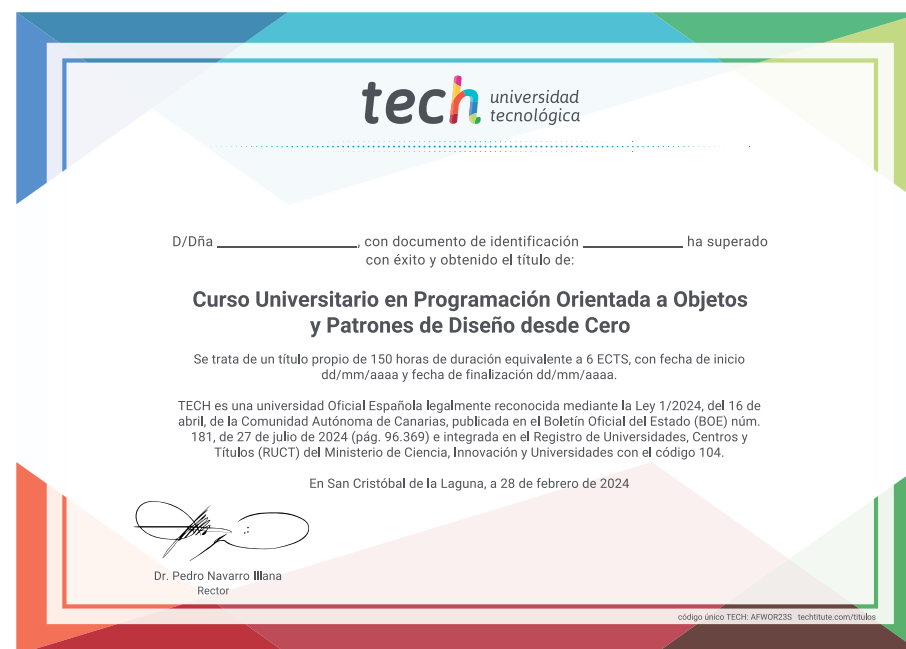 tech universidad
tecnológica
D/Dña ____________, con documento de identificación ____________ ha superado
con éxito y obtenido el título de:
Curso Universitario en Programación Orientada a Objetos
y Patrones de Diseño desde Cero
Se trata de un título propio de 150 horas de duración equivalente a 6 ECTS, con fecha de inicio
dd/mm/aaaa y fecha de finalización dd/mm/aaaa.
TECH es una universidad Oficial Española legalmente reconocida mediante la Ley 1/2024, del 16 de
abril, de la Comunidad Autónoma de Canarias, publicada en el Boletín Oficial del Estado (BOE) núm.
181, de 27 de julio de 2024 (pág. 96.369) e integrada en el Registro de Universidades, Centros y
Títulos (RUCT) del Ministerio de Ciencia, Innovación y Universidades con el código 104.
En San Cristóbal de la Laguna, a 28 de febrero de 2024
Dr. Pedro Navarro Illana
Rector
código único TECH: AFWOR23S techtitute.com/titulos